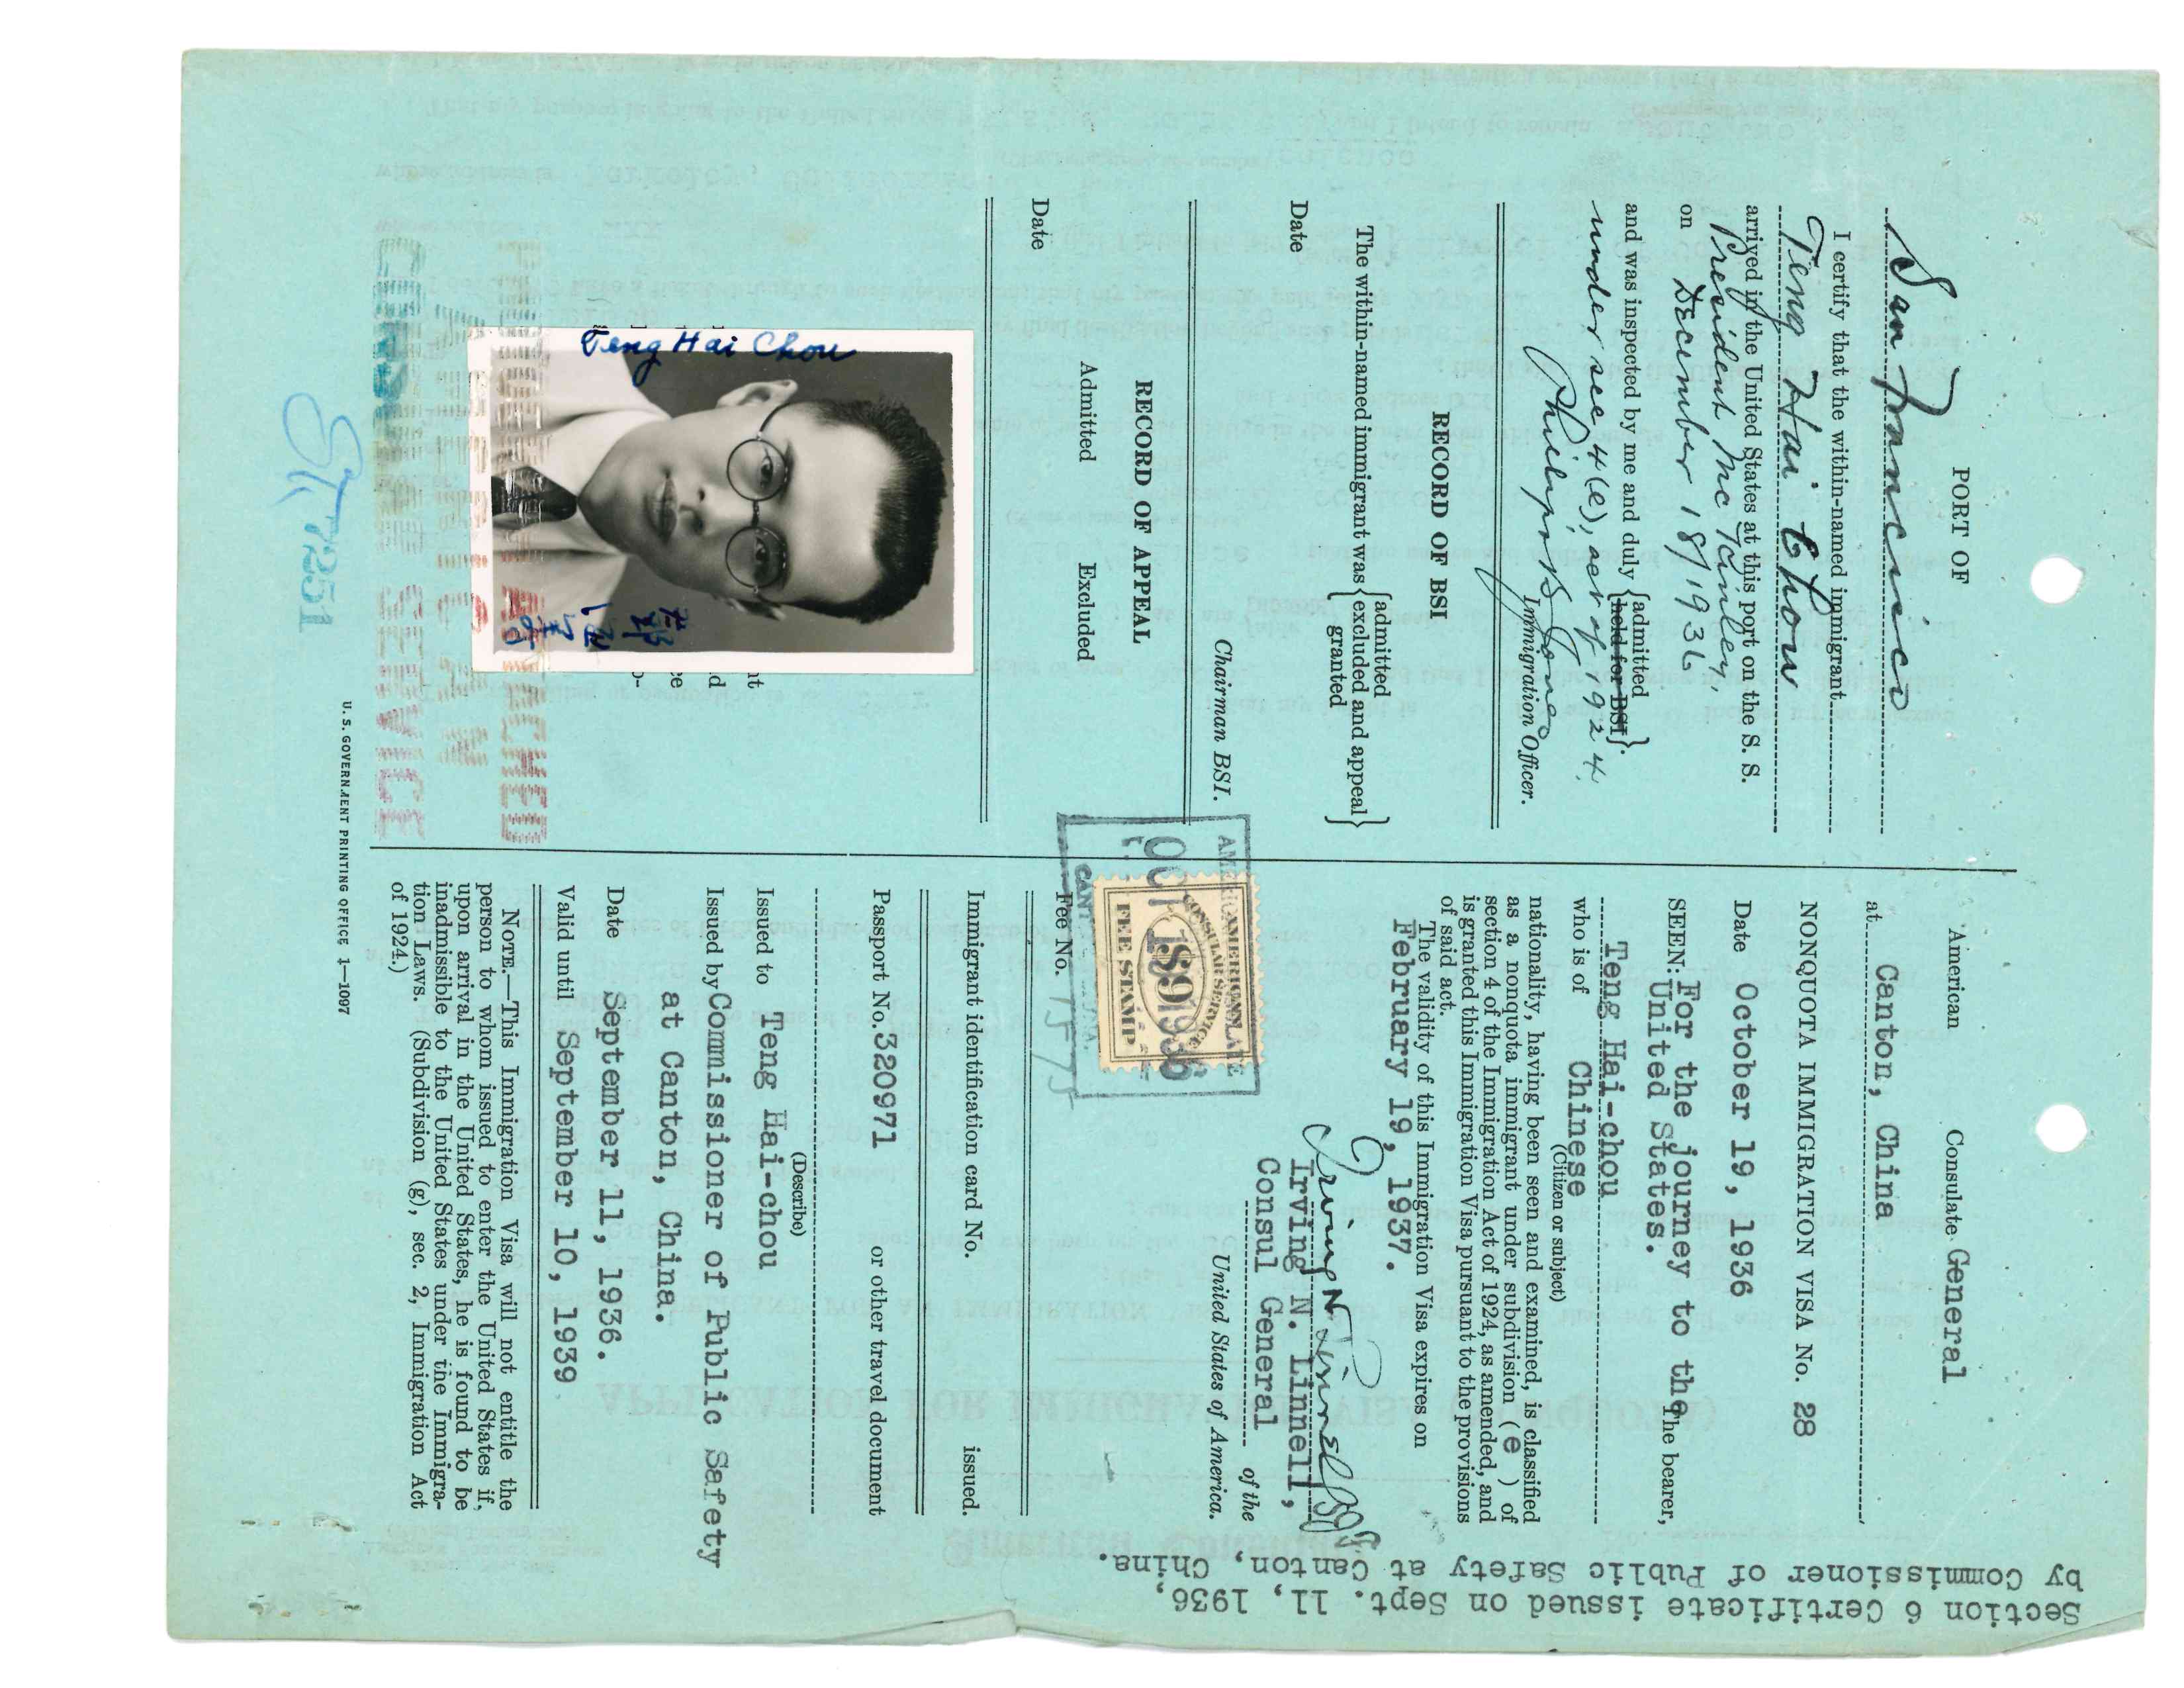 PORT OF
San Francisco
I certify that the within-named immigrant
Teng Hai Chow
arrived in the United States at this port on the S. S.
President McKinley,
on December 18/1936
and was inspected by me and duly {admitted
held for BSI}.
under sec 4(e), act of 1924
Phillips B Jones
Immigration Officer.
RECORD OF BSI
The within-named immigrant was {admitted
excluded and appeal
granted}
Date
Chairman BSI.
RECORD OF APPEAL
Admitted Excluded
Date
Teng Hai Chou
nt
d
ce
o-
PHOTOGRAPH ATTACHED
AMERICAN
CONSULAR SERVICE
St 7251
American Consulate General
at Canton, China
NONQUOTA IMMIGRATION VISA No. 28
Date October 19, 1936
SEEN: For the journey to the The bearer,
United States.
Teng Hai-chou
who is of Chinese
(Citizen or subject)
nationality, having been seen and examined, is classified
as a nonquota immigrant under subdivision (e) of
section 4 of the Immigration Act of 1924, as amended, and
is granted this Immigration Visa pursuant to the provisions
of said act.
The validity of this Immigration Visa expires on
February 19, 1937.
Irving N. Linnell
Irving N. Linnell,
Consul General of the
United States of America.
AMERICAN
CONSULAR SERVICE
$9
FEE STAMP
OCT 1936
Fee No. 1575
Immigrant identification card No. issued.
Passport No. 320971 or other travel document
(Describe)
Issued to Teng Hai-chou
Issued by Commissioner of Public Safety
at Canton, China.
Date September 11, 1936.
Valid until September 10, 1939
NOTE.—This Immigration Visa will not entitle the
person to whom issued to enter the United States if,
upon arrival in the United States, he is found to be
inadmissible to the United States under the Immigra-
tion Laws. (Subdivision (g), sec. 2, Immigration Act
of 1924.)
U. S. GOVERNMENT PRINTING OFFICE 1—1097
Section 6 Certificate issued on Sept. 11, 1936,
by Commissioner of Public Safety at Canton, China.